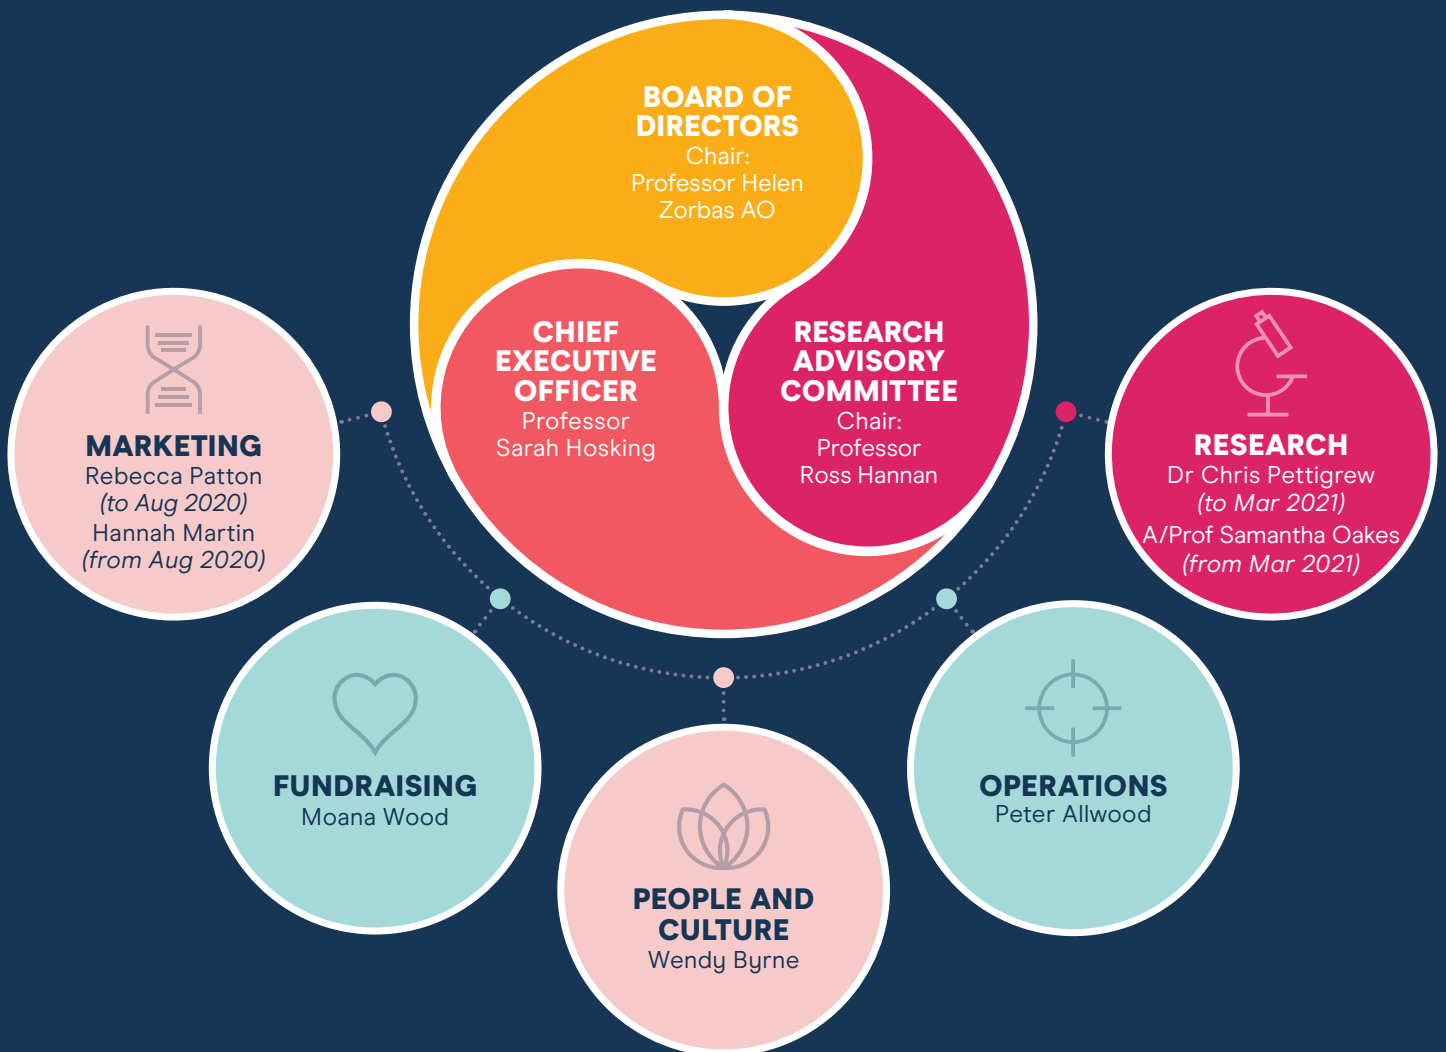 BOARD OF
DIRECTORS
Chair:
Professor Helen
Zorbas AO
CHIEF
EXECUTIVE
OFFICER
Professor
Sarah Hosking
RESEARCH
ADVISORY
COMMITTEE
Chair:
Professor
Ross Hannan
MARKETING
Rebecca Patton
(to Aug 2020)
Hannah Martin
(from Aug 2020)
FUNDRAISING
Moana Wood
PEOPLE AND
CULTURE
Wendy Byrne
OPERATIONS
Peter Allwood
RESEARCH
Dr Chris Pettigrew
(to Mar 2021)
A/Prof Samantha Oakes
(from Mar 2021)